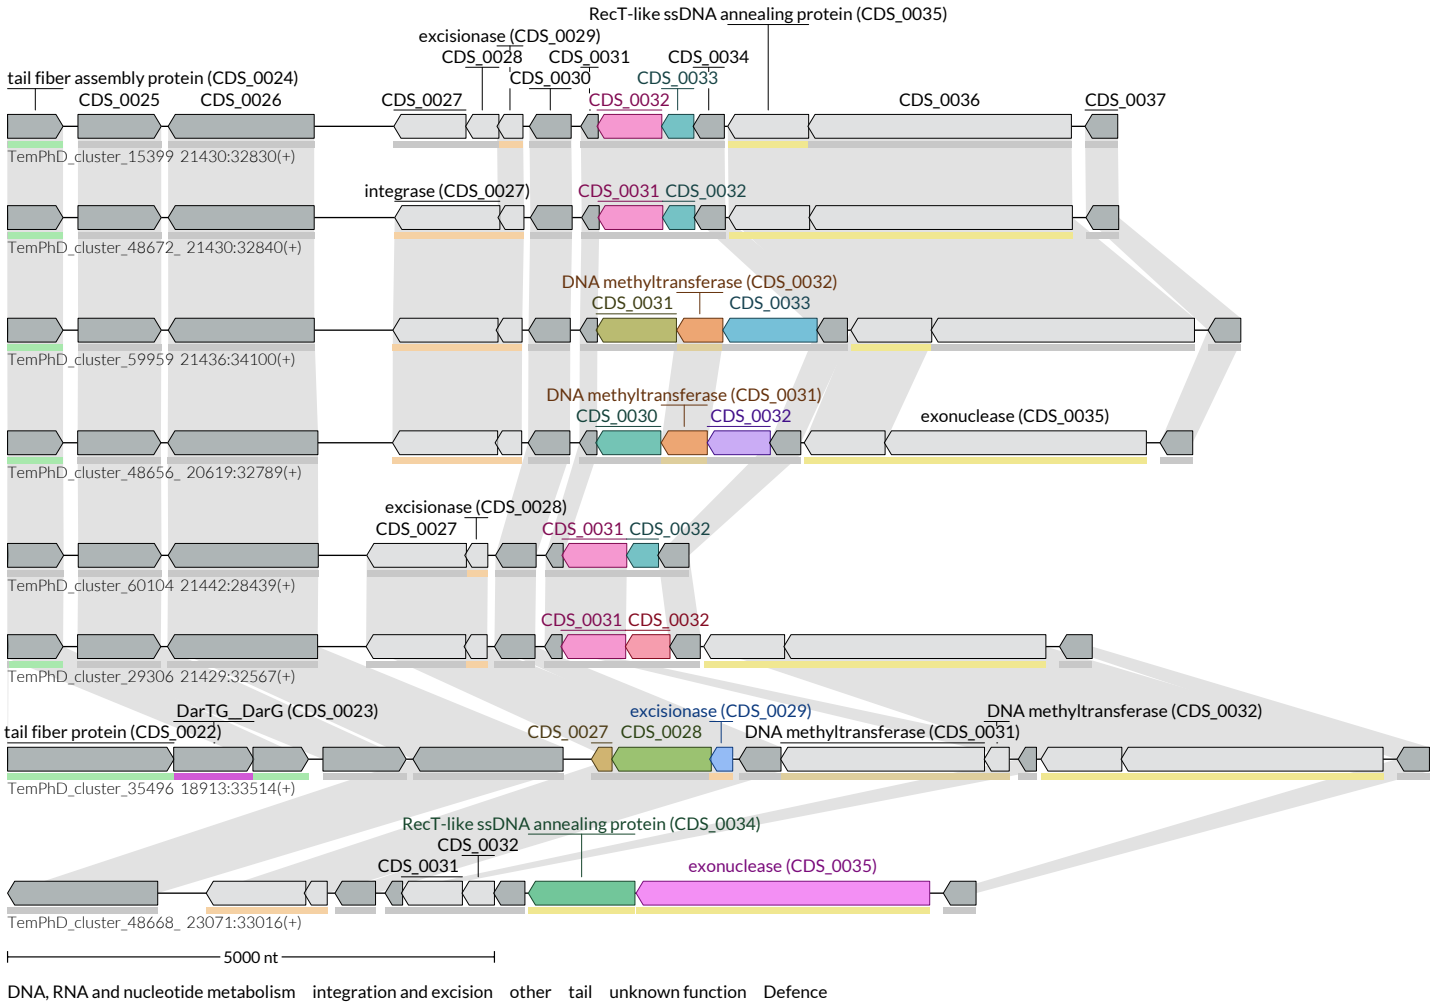 RecT-like ssDNA annealing protein (CDS_0035)
excisionase (CDS_0029)
CDS_0028 CDS_0031 CDS_0034
tail fiber assembly protein (CDS_0024) CDS_0030 CDS_0033
CDS_0025 CDS_0026 CDS_0027 CDS_0032 CDS_0036 CDS_0037
TemPhD_cluster_15399 21430:32830(+)
integrase (CDS_0027) CDS_0031 CDS_0032
TemPhD_cluster_48672_ 21430:32840(+)
DNA methyltransferase (CDS_0032)
CDS_0031 CDS_0033
TemPhD_cluster_59959 21436:34100(+)
DNA methyltransferase (CDS_0031)
CDS_0030 CDS_0032 exonuclease (CDS_0035)
TemPhD_cluster_48656_ 20619:32789(+)
excisionase (CDS_0028)
CDS_0027 CDS_0031 CDS_0032
TemPhD_cluster_60104 21442:28439(+)
CDS_0031 CDS_0032
TemPhD_cluster_29306 21429:32567(+)
DarTG__DarG (CDS_0023) excisionase (CDS_0029) DNA methyltransferase (CDS_0032)
tail fiber protein (CDS_0022) CDS_0027 CDS_0028 DNA methyltransferase (CDS_0031)
TemPhD_cluster_35496 18913:33514(+)
RecT-like ssDNA annealing protein (CDS_0034)
CDS_0032
CDS_0031 exonuclease (CDS_0035)
TemPhD_cluster_48668_ 23071:33016(+)
5000 nt
DNA, RNA and nucleotide metabolism integration and excision other tail unknown function Defence